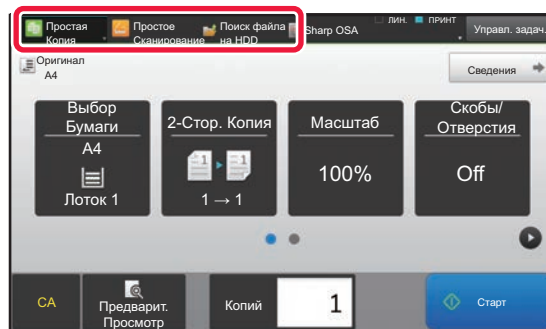 Простая
Копия
Простое
Сканирование
Поиск файла
на HDD
Sharp OSA
ЛИН.
ПРИНТ
Управл. задач.
Оригинал
A4
Сведения
Выбор
Бумаги
A4
Лоток 1
2-Стор. Копия
1
1
1 → 1
Масштаб
100%
Скобы/
Отверстия
Off
CA
Предварит.
Просмотр
Копий
1
Старт